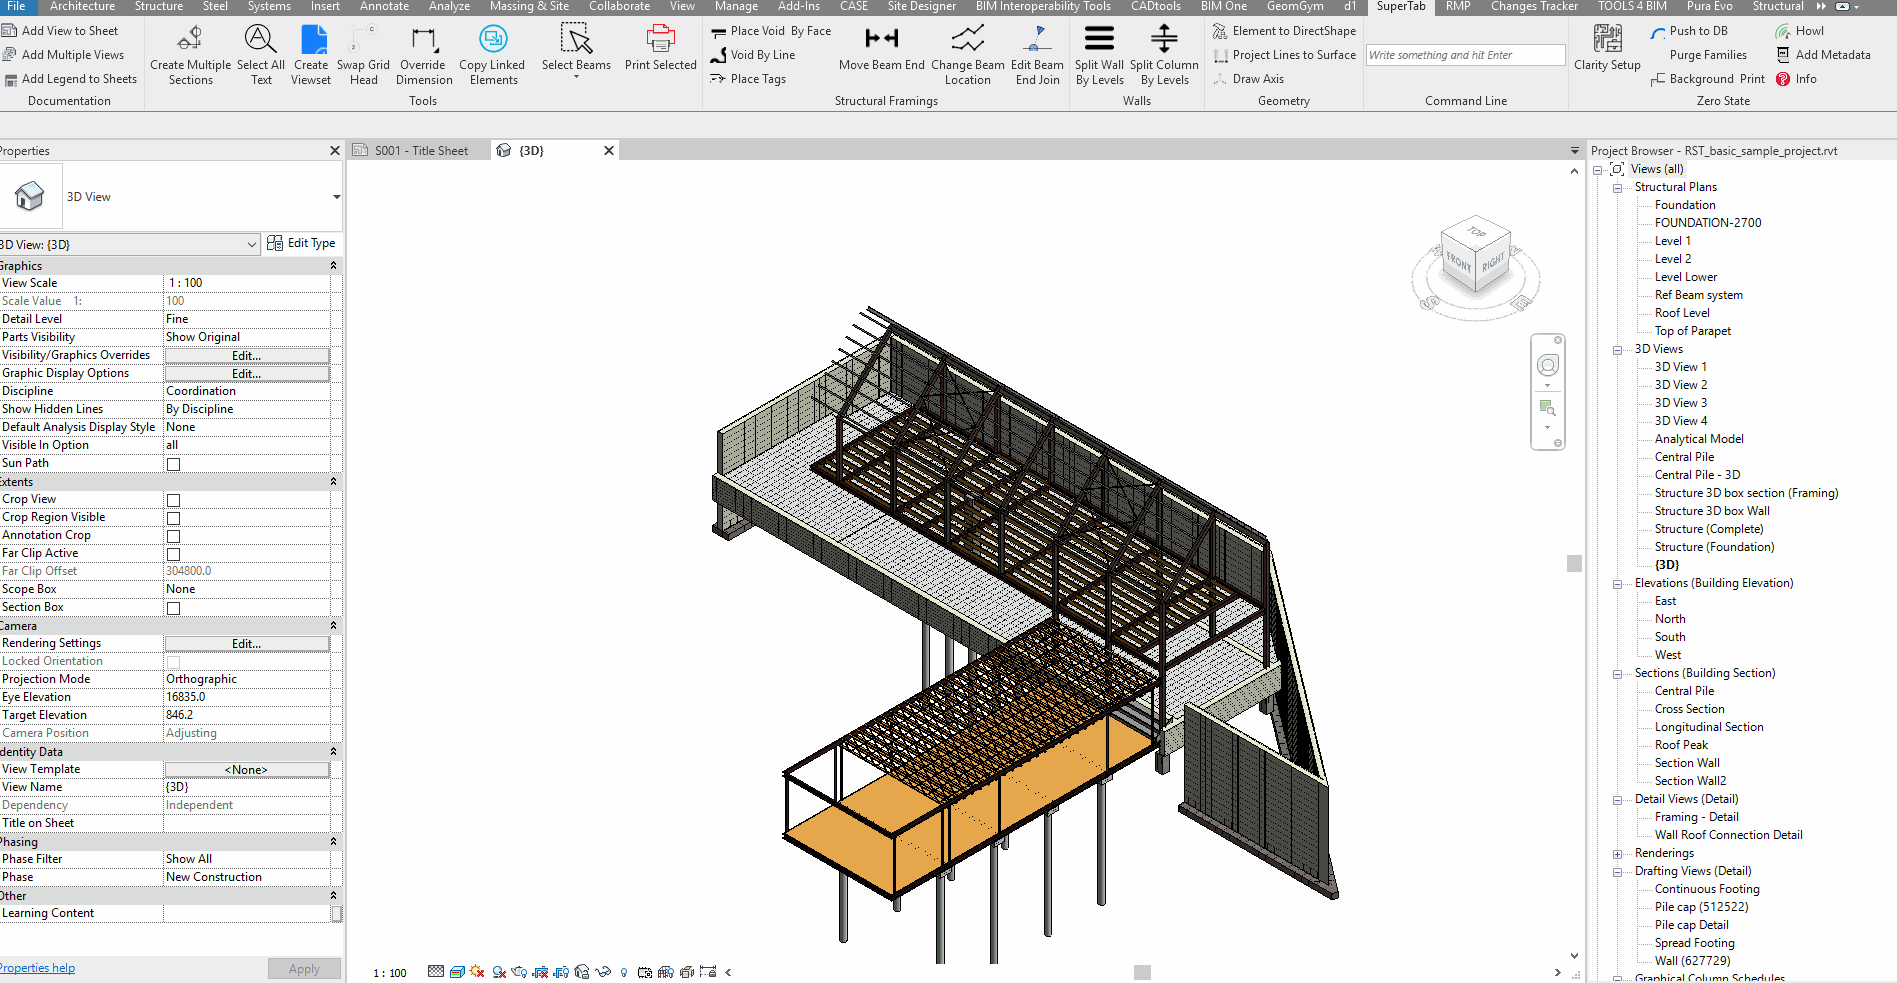 File Architecture Structure Steel Systems Insert Annotate Analyze Massing & Site Collaborate View Manage Add-Ins CASE Site Designer BIM Interoperability Tools CADtools BIM One GeoGym d1 SuperTab RMP Changes Tracker TOOLS 4 BIM Pura Evo Structural
Add View to Sheet
Add Multiple Views
Add Legend to Sheets
Documentation
Create Multiple Sections
Select All Text
Create Viewset
Swap Grid Head
Override Dimension
Copy Linked Elements
Select Beams
Print Selected
Tools
Place Void By Face
Void By Line
Place Tags
Move Beam End
Change Beam Location
Edit Beam End Join
Structural Framings
Split Wall By Levels
Split Column By Levels
Walls
Element to DirectShape
Project Lines to Surface
Draw Axis
Geometry
Write something and hit Enter
Command Line
Clarity Setup
Push to DB
Purge Families
Background Print
Howl
Add Metadata
Info
Zero State
Properties
3D View
3D View: {3D}
Edit Type
Graphics
View Scale 1 : 100
Scale Value 1: 100
Detail Level Fine
Parts Visibility Show Original
Visibility/Graphics Overrides Edit...
Graphic Display Options Edit...
Discipline Coordination
Show Hidden Lines By Discipline
Default Analysis Display Style None
Visible In Option all
Sun Path
Extents
Crop View
Crop Region Visible
Annotation Crop
Far Clip Active
Far Clip Offset 304800.0
Scope Box None
Section Box
Camera
Rendering Settings Edit...
Locked Orientation
Projection Mode Orthographic
Eye Elevation 16835.0
Target Elevation 846.2
Camera Position Adjusting
Identity Data
View Template <None>
View Name {3D}
Dependency Independent
Title on Sheet
Phasing
Phase Filter Show All
Phase New Construction
Other
Learning Content
Properties help
Apply
S001 - Title Sheet
{3D}
TOP
FRONT
RIGHT
S
E
1 : 100
Project Browser - RST_basic_sample_project.rvt
Views (all)
Structural Plans
Foundation
FOUNDATION-2700
Level 1
Level 2
Level Lower
Ref Beam system
Roof Level
Top of Parapet
3D Views
3D View 1
3D View 2
3D View 3
3D View 4
Analytical Model
Central Pile
Central Pile - 3D
Structure 3D box section (Framing)
Structure 3D box Wall
Structure (Complete)
Structure (Foundation)
{3D}
Elevations (Building Elevation)
East
North
South
West
Sections (Building Section)
Central Pile
Cross Section
Longitudinal Section
Roof Peak
Section Wall
Section Wall2
Detail Views (Detail)
Framing - Detail
Wall Roof Connection Detail
Renderings
Drafting Views (Detail)
Continuous Footing
Pile cap (512522)
Pile cap Detail
Spread Footing
Wall (627729)
Graphical Column Schedules